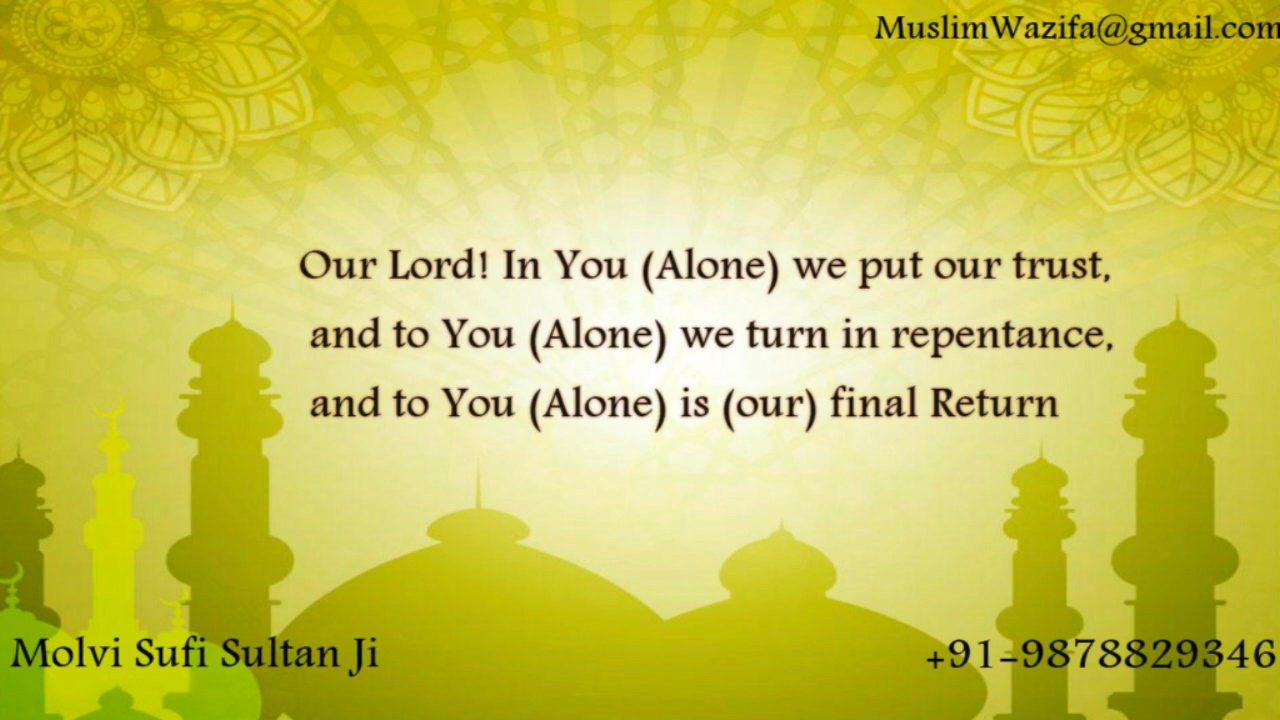 MuslimWazifa@gmail.com
Our Lord! In You (Alone) we put our trust,
and to You (Alone) we turn in repentance,
and to You (Alone) is (our) final Return
Molvi Sufi Sultan Ji
+91-9878829346